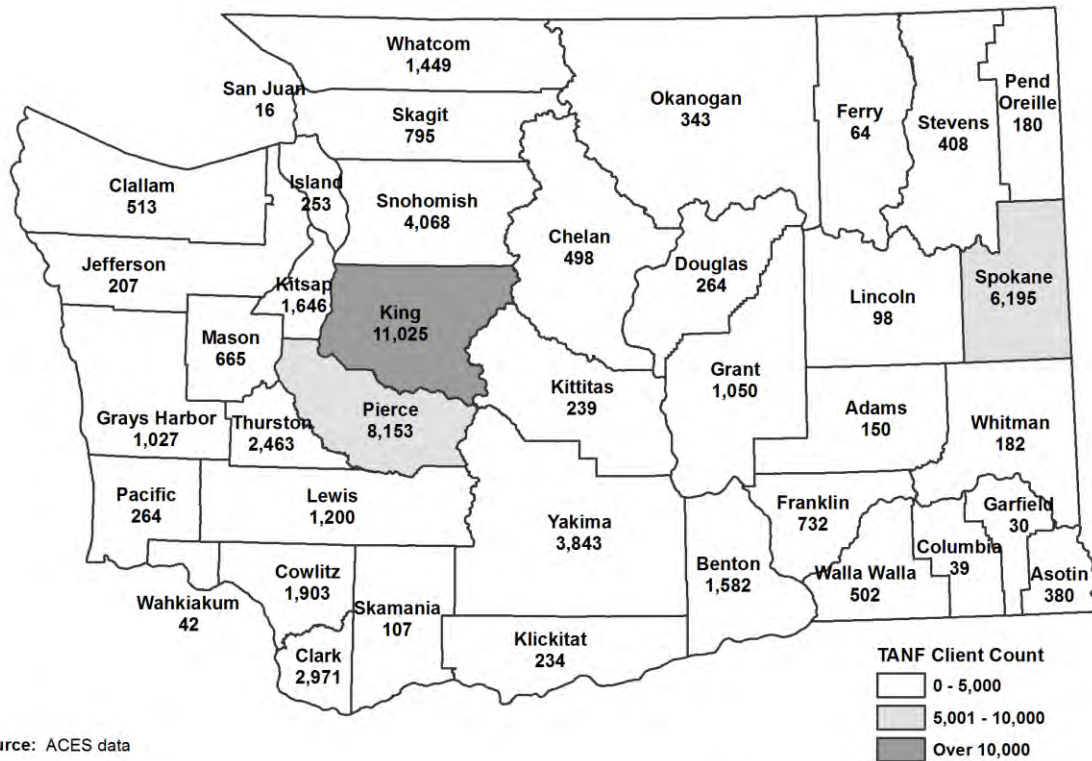 Whatcom
1,449
San Juan
16
Skagit
795
Okanogan
343
Ferry
64
Stevens
408
Pend
Oreille
180
Clallam
513
Island
253
Snohomish
4,068
Chelan
498
Douglas
264
Jefferson
207
Kitsap
1,646
King
11,025
Lincoln
98
Spokane
6,195
Mason
665
Grant
1,050
Kittitas
239
Grays Harbor
1,027
Thurston
2,463
Pierce
8,153
Adams
150
Whitman
182
Pacific
264
Lewis
1,200
Yakima
3,843
Franklin
732
Garfield
30
Benton
1,582
Walla Walla
502
Columbia
39
Asotin
380
Wahkiakum
42
Cowlitz
1,903
Skamania
107
Klickitat
234
Clark
2,971
TANF Client Count
0 - 5,000
5,001 - 10,000
Over 10,000
urce: ACES data